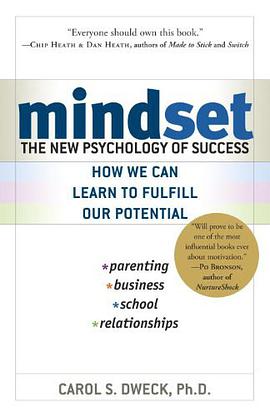 "Everyone should own this book."
—CHIP HEATH & DAN HEATH, authors of Made to Stick and Switch
mindset
THE NEW PSYCHOLOGY OF SUCCESS
HOW WE CAN
LEARN TO FULFILL
OUR POTENTIAL
*parenting
*business
*school
*relationships
"Will prove to be
one of the most
influential books ever
about motivation."
—PO BRONSON,
author of
NurtureShock
CAROL S. DWECK, Ph.D.